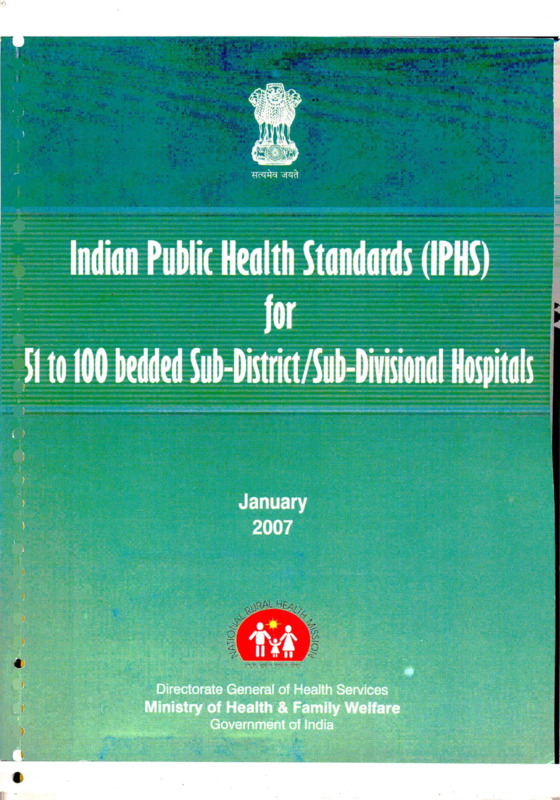 सत्यमेव जयते
Indian Public Health Standards (IPHS)
for
51 to 100 bedded Sub-District/Sub-Divisional Hospitals
January
2007
NATIONAL RURAL HEALTH MISSION
Directorate General of Health Services
Ministry of Health & Family Welfare
Government of India